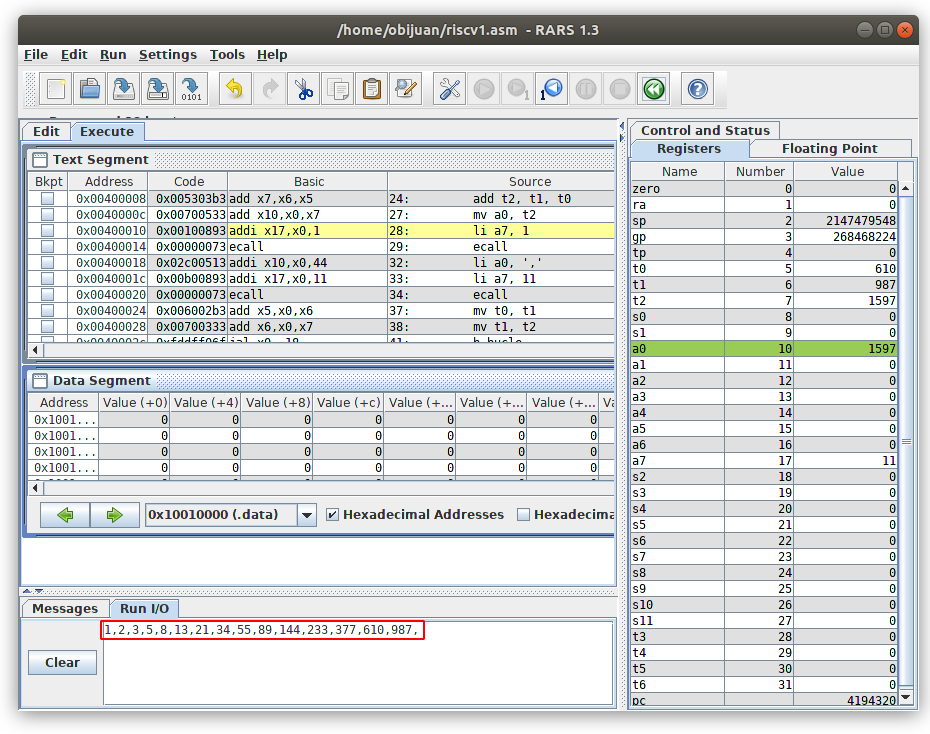 /home/obijuan/riscv1.asm - RARS 1.3
File Edit Run Settings Tools Help
Edit Execute
Text Segment
Bkpt Address Code Basic Source
0x00400008 0x005303b3 add x7,x6,x5 24: add t2, t1, t0
0x0040000c 0x00700533 add x10,x0,x7 27: mv a0, t2
0x00400010 0x00100893 addi x17,x0,1 28: li a7, 1
0x00400014 0x00000073 ecall 29: ecall
0x00400018 0x02c00513 addi x10,x0,44 32: li a0, ','
0x0040001c 0x00b00893 addi x17,x0,11 33: li a7, 11
0x00400020 0x00000073 ecall 34: ecall
0x00400024 0x006002b3 add x5,x0,x6 37: mv t0, t1
0x00400028 0x00700333 add x6,x0,x7 38: mv t1, t2
Data Segment
Address Value (+0) Value (+4) Value (+8) Value (+c) Value (+... Value (+... Value (+... Va
0x1001... 0 0 0 0 0 0 0
0x1001... 0 0 0 0 0 0 0
0x1001... 0 0 0 0 0 0 0
0x1001... 0 0 0 0 0 0 0
0x10010000 (.data) Hexadecimal Addresses Hexadecima
Messages Run I/O
1,2,3,5,8,13,21,34,55,89,144,233,377,610,987,
Clear
Control and Status
Registers Floating Point
Name Number Value
zero 0 0
ra 1 0
sp 2 2147479548
gp 3 268468224
tp 4 0
t0 5 610
t1 6 987
t2 7 1597
s0 8 0
s1 9 0
a0 10 1597
a1 11 0
a2 12 0
a3 13 0
a4 14 0
a5 15 0
a6 16 0
a7 17 11
s2 18 0
s3 19 0
s4 20 0
s5 21 0
s6 22 0
s7 23 0
s8 24 0
s9 25 0
s10 26 0
s11 27 0
t3 28 0
t4 29 0
t5 30 0
t6 31 0
pc 4194320